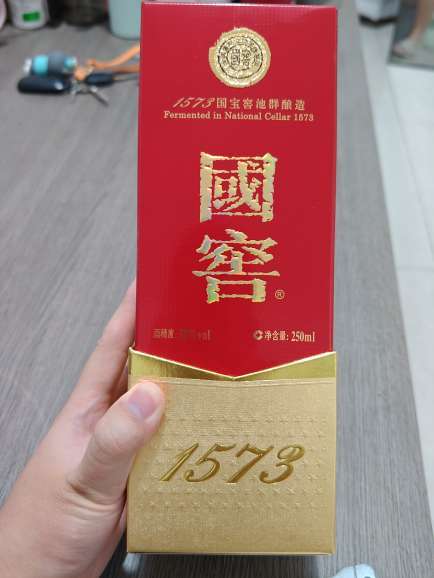 1573国宝窖池群酿造
Fermented in National Cellar 1573
國
窖
®
酒精度: %vol
净含量: 250ml
1573